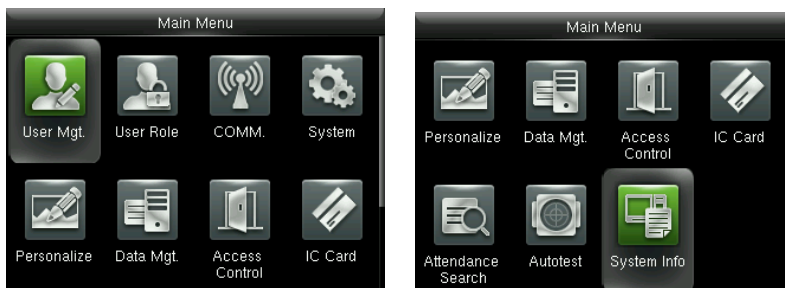 Main Menu
User Mgt.
User Role
COMM.
System
Personalize
Data Mgt.
Access
Control
IC Card
Main Menu
Personalize
Data Mgt.
Access
Control
IC Card
Attendance
Search
Autotest
System Info